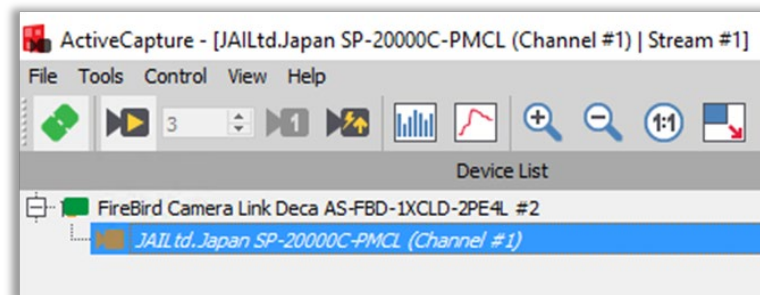 ActiveCapture - [JAILtd.Japan SP-20000C-PMCL (Channel #1) | Stream #1]
File Tools Control View Help
3 1 1:1
Device List
FireBird Camera Link Deca AS-FBD-1XCLD-2PE4L #2
JAILtd.Japan SP-20000C-PMCL (Channel #1)